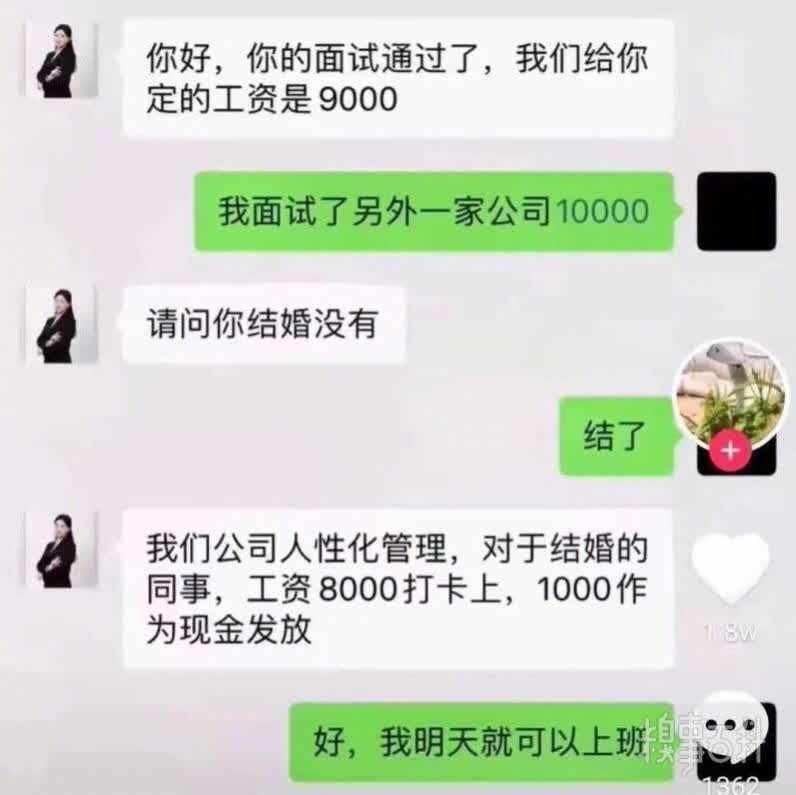 你好，你的面试通过了，我们给你
定的工资是9000
我面试了另外一家公司10000
请问你结婚没有
结了
我们公司人性化管理，对于结婚的
同事，工资8000打卡上，1000作
为现金发放
1.8w
好，我明天就可以上班
糗事百科
1362